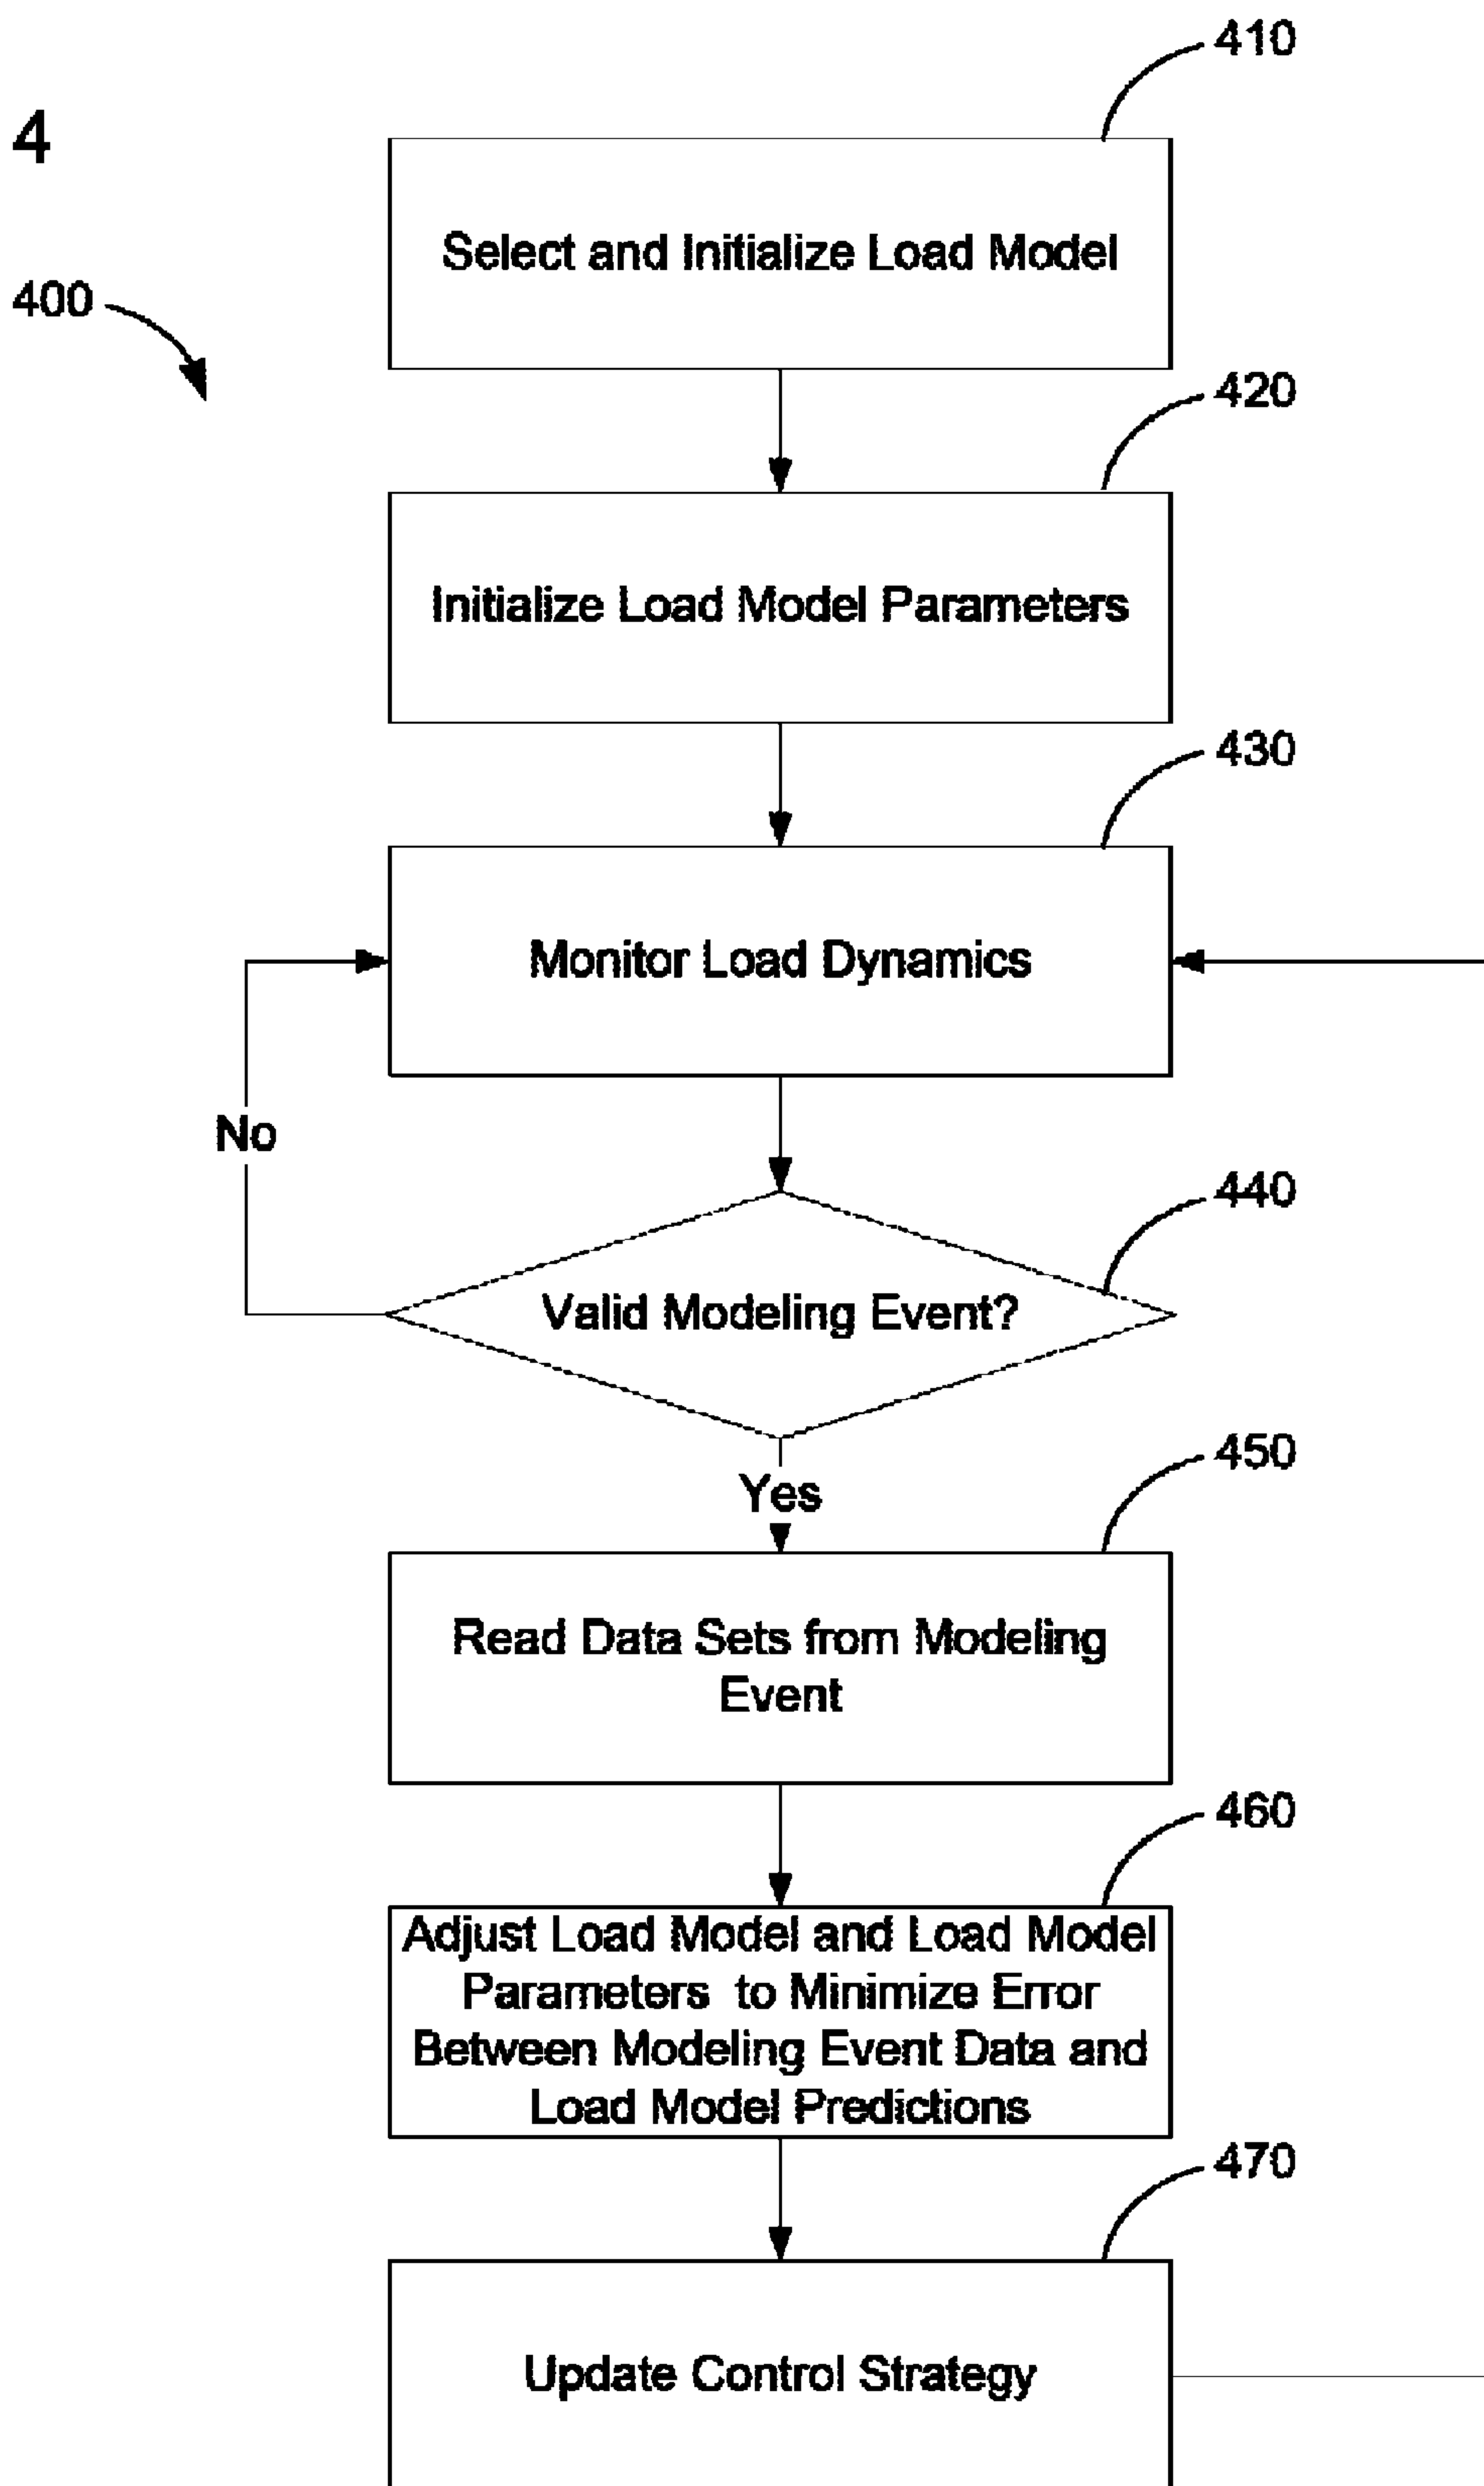 410
4
Select and Initialize Load Model
400
420
Initialize Load Model Parameters
430
Monitor Load Dynamics
No
440
Valid Modeling Event?
450
Yes
Read Data Sets from Modeling
Event
460
Adjust Load Model and Load Model
Parameters to Minimize Error
Between Modeling Event Data and
Load Model Predictions
470
Update Control Strategy